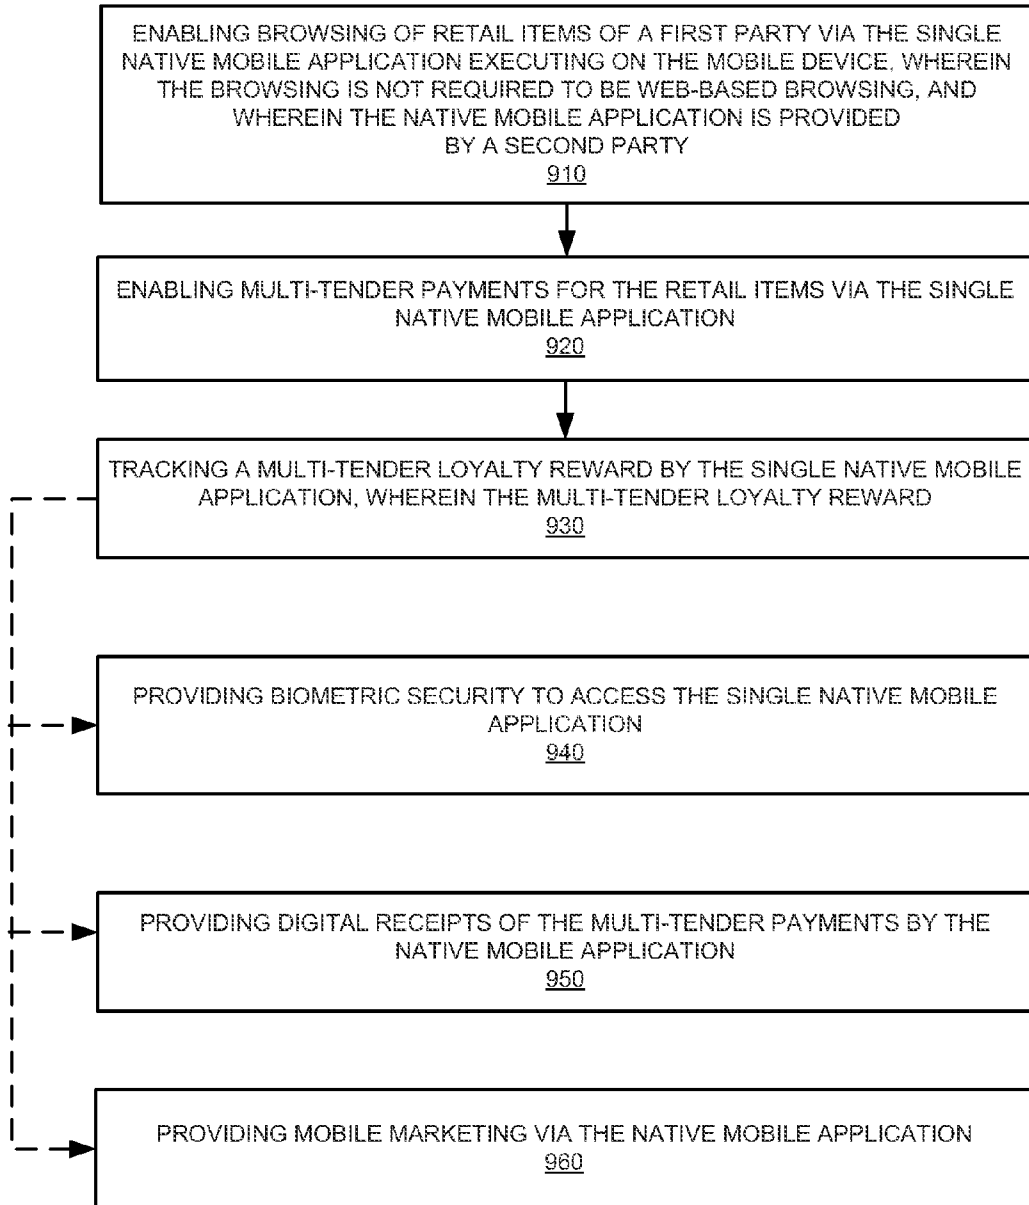 ENABLING BROWSING OF RETAIL ITEMS OF A FIRST PARTY VIA THE SINGLE
NATIVE MOBILE APPLICATION EXECUTING ON THE MOBILE DEVICE, WHEREIN
THE BROWSING IS NOT REQUIRED TO BE WEB-BASED BROWSING, AND
WHEREIN THE NATIVE MOBILE APPLICATION IS PROVIDED
BY A SECOND PARTY
910
ENABLING MULTI-TENDER PAYMENTS FOR THE RETAIL ITEMS VIA THE SINGLE
NATIVE MOBILE APPLICATION
920
TRACKING A MULTI-TENDER LOYALTY REWARD BY THE SINGLE NATIVE MOBILE
APPLICATION, WHEREIN THE MULTI-TENDER LOYALTY REWARD
930
PROVIDING BIOMETRIC SECURITY TO ACCESS THE SINGLE NATIVE MOBILE
APPLICATION
940
PROVIDING DIGITAL RECEIPTS OF THE MULTI-TENDER PAYMENTS BY THE
NATIVE MOBILE APPLICATION
950
PROVIDING MOBILE MARKETING VIA THE NATIVE MOBILE APPLICATION
960